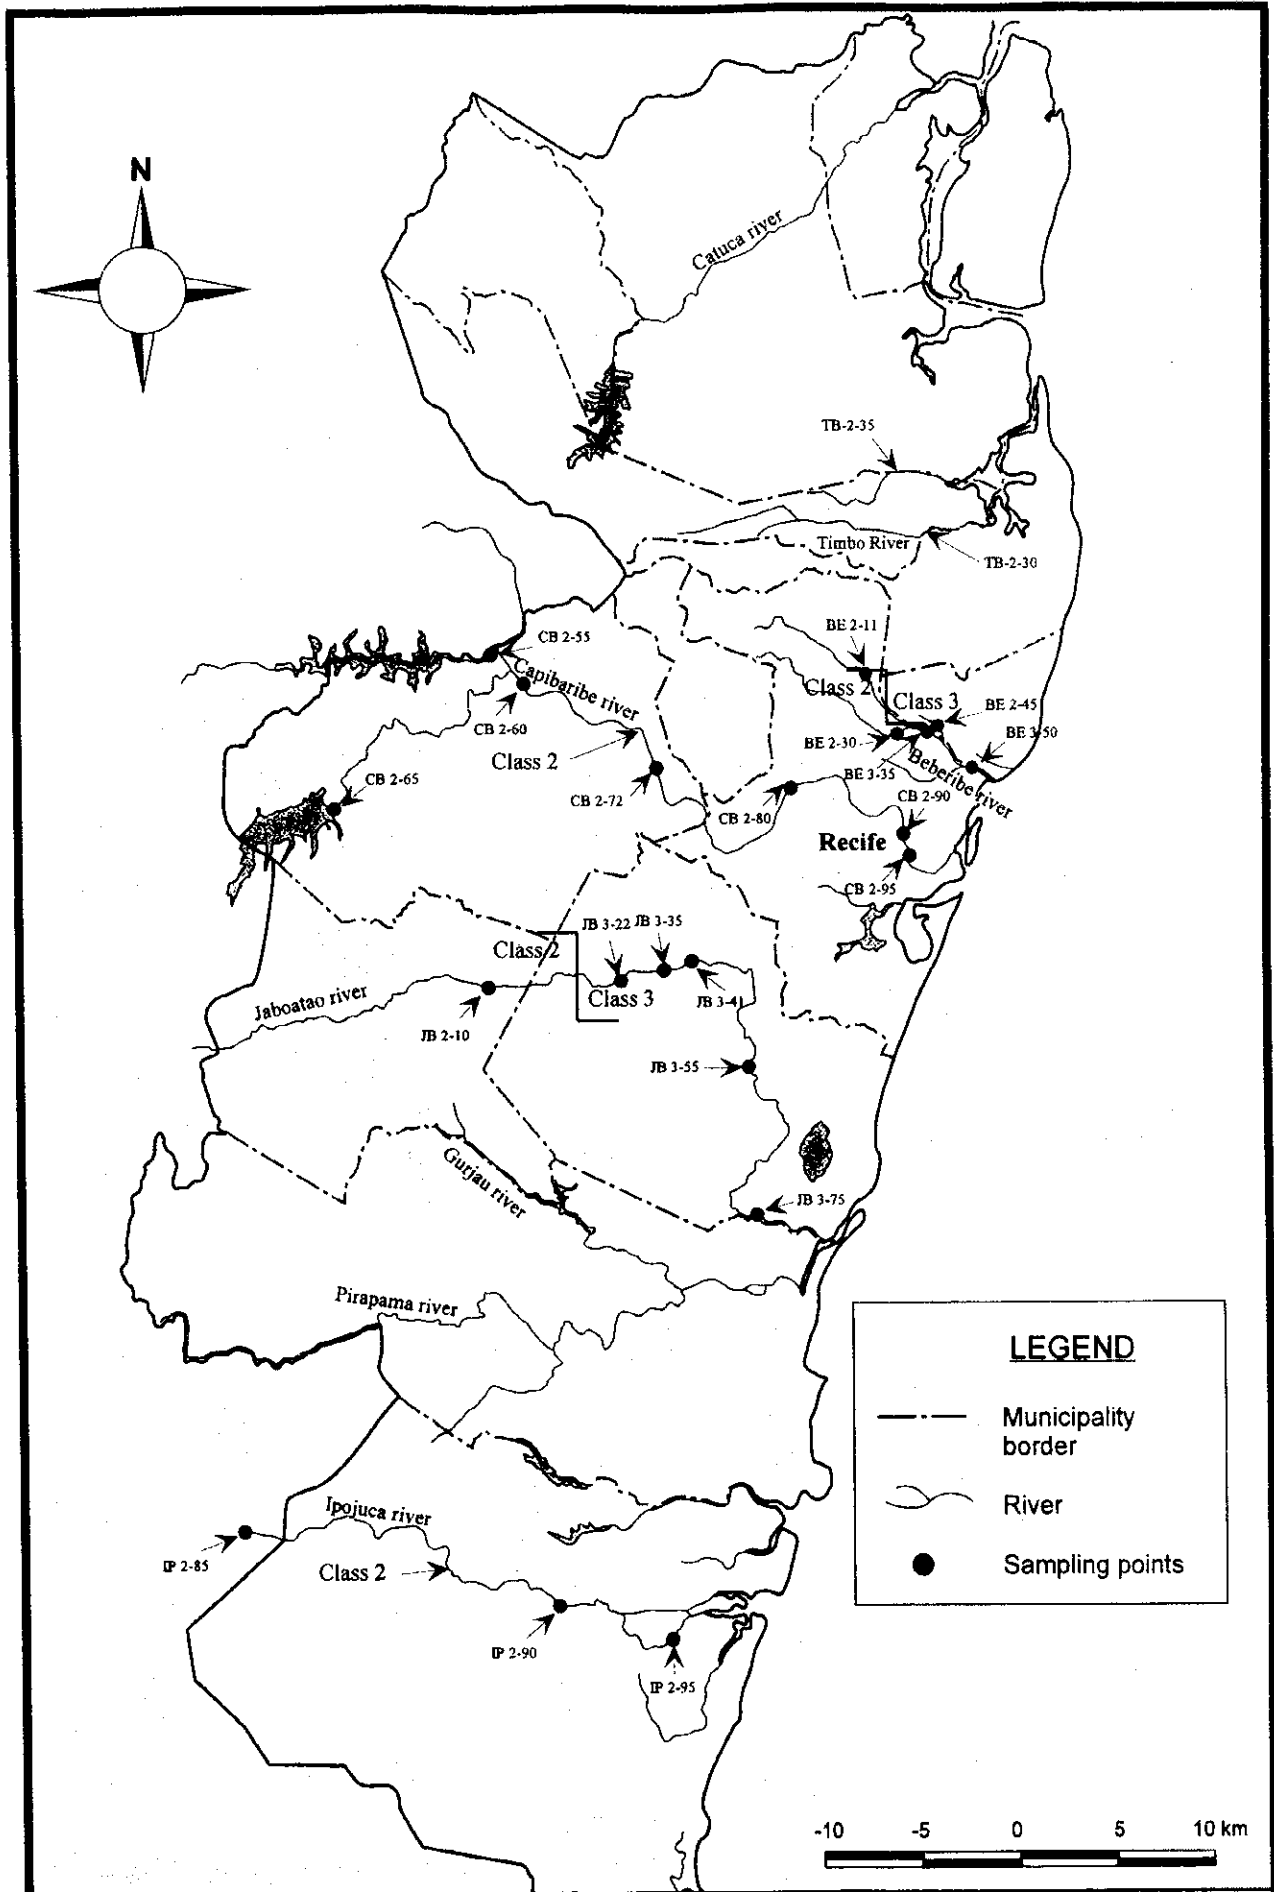 N
Catuca river
TB-2-35
Timbo River
TB-2-30
CB 2-55
BE 2-11
Capibaribe river
Class 2
Class 3
BE 2-45
CB 2-60
BE 2-30
BE 3-50
Class 2
BE 3-35
Beberibe river
CB 2-65
CB 2-72
CB 2-80
CB 2-90
Recife
CB 2-95
JB 3-22
JB 3-35
Class 2
Jaboatao river
Class 3
JB 3-41
JB 2-10
JB 3-55
Gurjau river
JB 3-75
Pirapama river
LEGEND
Municipality
border
River
Sampling points
Ipojuca river
IP 2-85
Class 2
IP 2-90
IP 2-95
-10 -5 0 5 10 km